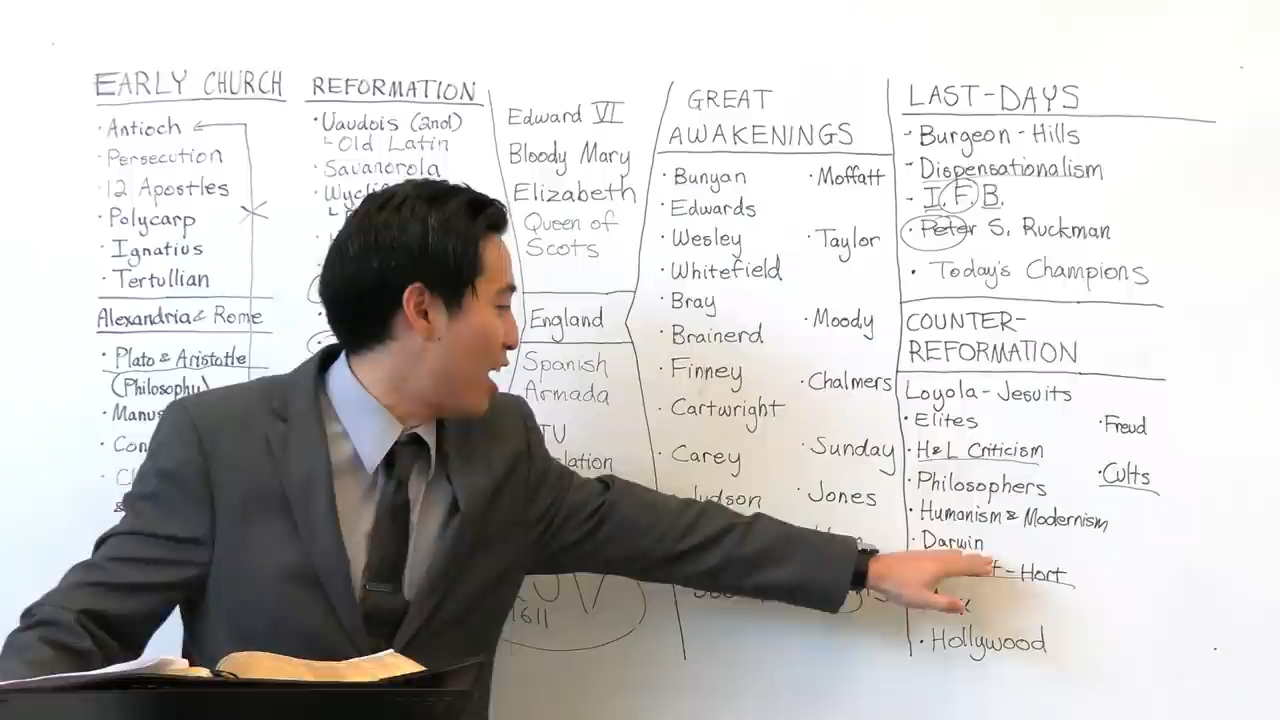 EARLY CHURCH
· Antioch
· Persecution
· 12 Apostles
· Polycarp
· Ignatius
· Tertullian
Alexandria & Rome
· Plato & Aristotle
(Philosophy)
REFORMATION
· Vaudois (2nd)
Old Latin
· Savanorola
Edward VI
Bloody Mary
Elizabeth
Queen of
Scots
England
Spanish
Armada
1611
GREAT
AWAKENINGS
· Bunyan
· Edwards
· Wesley
· Whitefield
· Bray
· Brainerd
· Finney
· Cartwright
· Carey
· Moffatt
· Taylor
· Moody
· Chalmers
· Sunday
· Jones
LAST-DAYS
- Burgeon - Hills
- Dispensationalism
- I.F.B.
· Peter S. Ruckman
· Today's Champions
COUNTER-
REFORMATION
Loyola - Jesuits
· Elites
· H&L Criticism
· Philosophers
· Humanism & Modernism
· Darwin
- Hort
· Hollywood
· Freud
· Cults